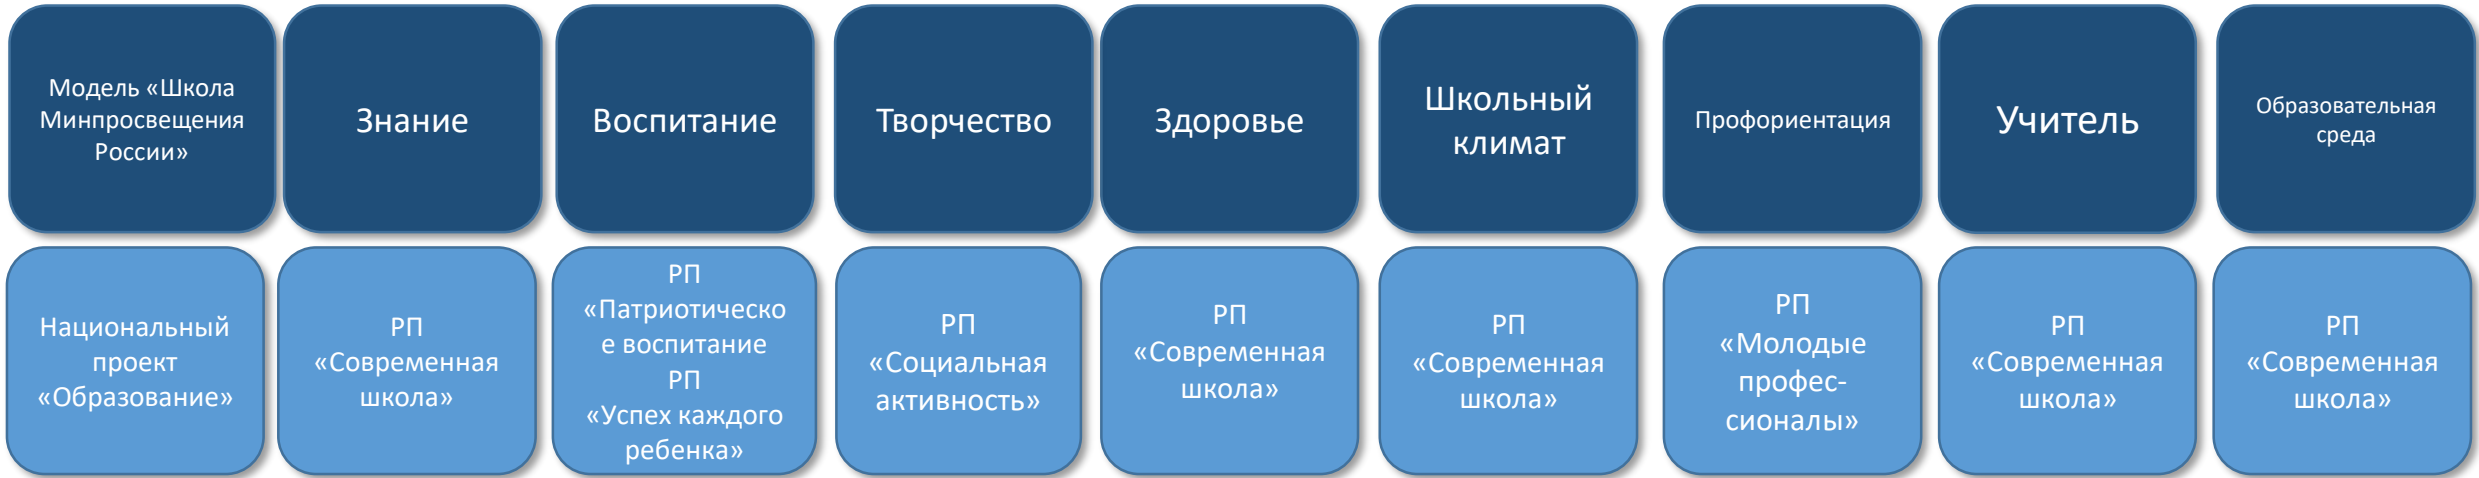 Модель «Школа
Минпросвещения
России»
Знание
Воспитание
Творчество
Здоровье
Школьный
климат
Профориентация
Учитель
Образовательная
среда
Национальный
проект
«Образование»
РП
«Современная
школа»
РП
«Патриотическо
е воспитание
РП
«Успех каждого
ребенка»
РП
«Социальная
активность»
РП
«Современная
школа»
РП
«Современная
школа»
РП
«Молодые
профес-
сионалы»
РП
«Современная
школа»
РП
«Современная
школа»